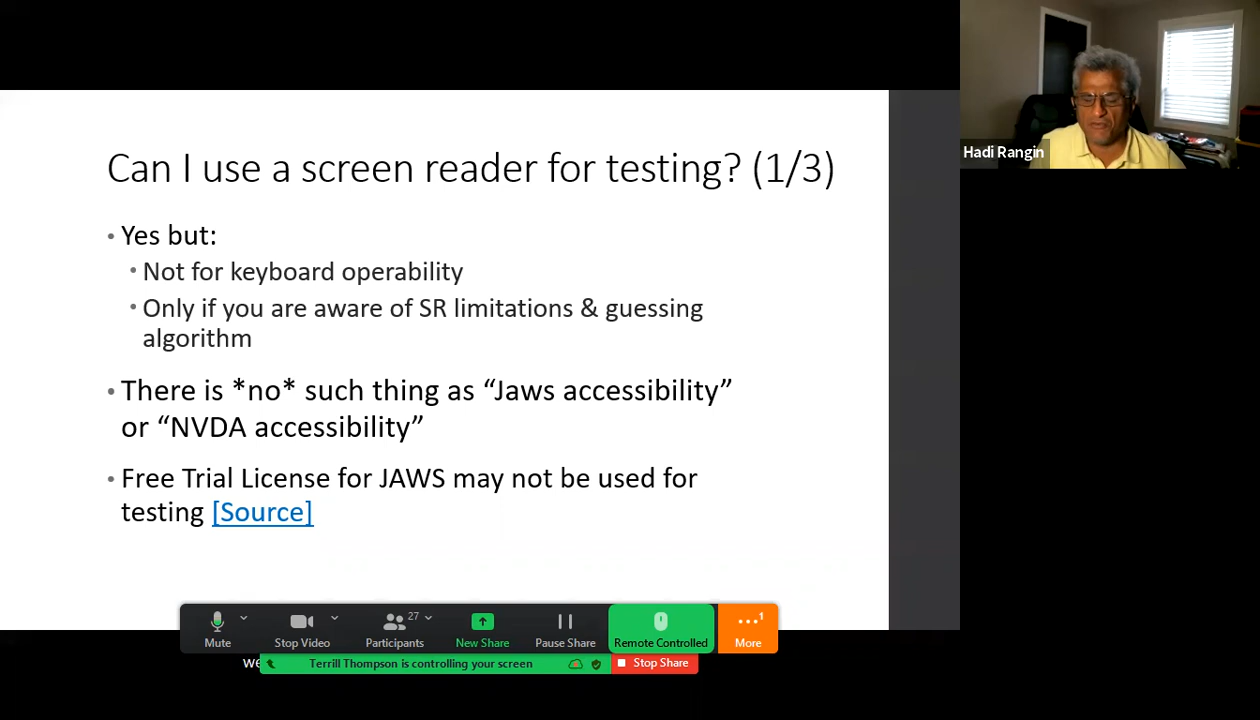 Hadi Rangin
Can I use a screen reader for testing? (1/3)
• Yes but:
• Not for keyboard operability
• Only if you are aware of SR limitations & guessing
algorithm
• There is *no* such thing as “Jaws accessibility”
or “NVDA accessibility”
• Free Trial License for JAWS may not be used for
testing [Source]
Mute
Stop Video
27
Participants
New Share
Pause Share
Remote Controlled
1
More
we
Terrill Thompson is controlling your screen
Stop Share